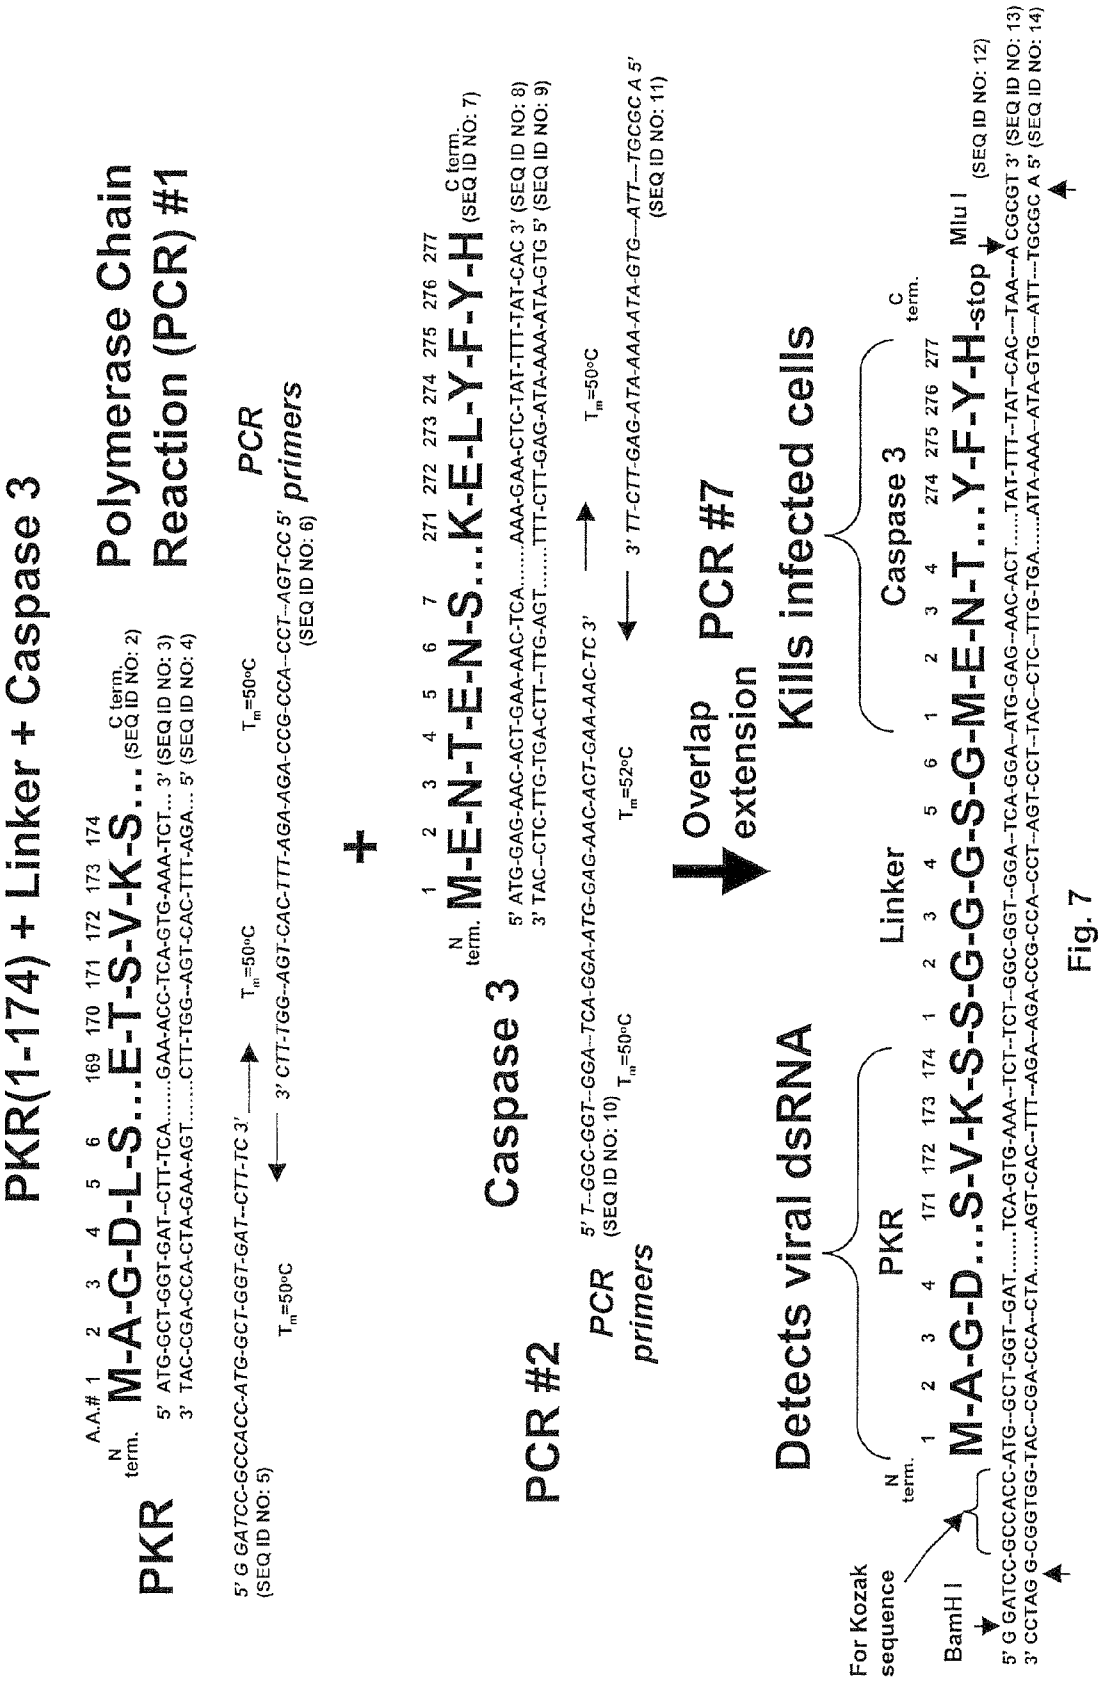 PKR(1-174) + Linker + Caspase 3
Polymerase Chain
Reaction (PCR) #1
PKR
A.A.# 1 2 3 4 5 6 169 170 171 172 173 174
N term. M-A-G-D-L-S...E-T-S-V-K-S... C term. (SEQ ID NO: 2)
5' ATG-GCT-GGT-GAT--CTT-TCA.......GAA-ACC-TCA-GTG-AAA-TCT... 3' (SEQ ID NO: 3)
3' TAC-CGA-CCA-CTA-GAA-AGT.......CTT-TGG--AGT-CAC-TTT-AGA... 5' (SEQ ID NO: 4)
5' G GATCC-GCCACC-ATG-GCT-GGT-GAT--CTT-TC 3'
(SEQ ID NO: 5)
Tm=50°C
Tm=50°C
Tm=50°C
3' CTT-TGG--AGT-CAC-TTT-AGA-AGA-CCG-CCA--CCT--AGT-CC 5'
(SEQ ID NO: 6)
PCR
primers
+
Caspase 3
1 2 3 4 5 6 7 271 272 273 274 275 276 277
N term. M-E-N-T-E-N-S...K-E-L-Y-F-Y-H C term. (SEQ ID NO: 7)
5' ATG-GAG-AAC-ACT-GAA-AAC-TCA.......AAA-GAA-CTC-TAT-TTT-TAT-CAC 3' (SEQ ID NO: 8)
3' TAC--CTC-TTG-TGA-CTT--TTG-AGT.......TTT-CTT-GAG-ATA-AAA-ATA-GTG 5' (SEQ ID NO: 9)
PCR #2
PCR
primers
5' T--GGC-GGT--GGA--TCA-GGA-ATG-GAG-AAC-ACT-GAA-AAC-TC 3'
(SEQ ID NO: 10)
Tm=50°C
Tm=52°C
Tm=50°C
3' TT-CTT-GAG-ATA-AAA-ATA-GTG---ATT---TGCGC A 5'
(SEQ ID NO: 11)
Overlap
extension
PCR #7
Detects viral dsRNA
Kills infected cells
PKR
Linker
Caspase 3
1 2 3 4 171 172 173 174 1 2 3 4 5 6 1 2 3 4 274 275 276 277
N term.
C term.
M-A-G-D...S-V-K-S-S-G-G-G-S-G-M-E-N-T...Y-F-Y-H-stop
(SEQ ID NO: 12)
For Kozak
sequence
BamH I
Mlu I
5' G GATCC-GCCACC-ATG--GCT-GGT--GAT.......TCA-GTG-AAA--TCT--TCT--GGC-GGT--GGA--TCA-GGA--ATG-GAG--AAC-ACT.......TAT-TTT--TAT--CAC---TAA---A CGCGT 3' (SEQ ID NO: 13)
3' CCTAG G-CGGTGG-TAC--CGA-CCA--CTA.......AGT-CAC--TTT--AGA--AGA-CCG-CCA--CCT--AGT-CCT--TAC--CTC--TTG-TGA.......ATA-AAA--ATA-GTG---ATT---TGCGC A 5' (SEQ ID NO: 14)
Fig. 7